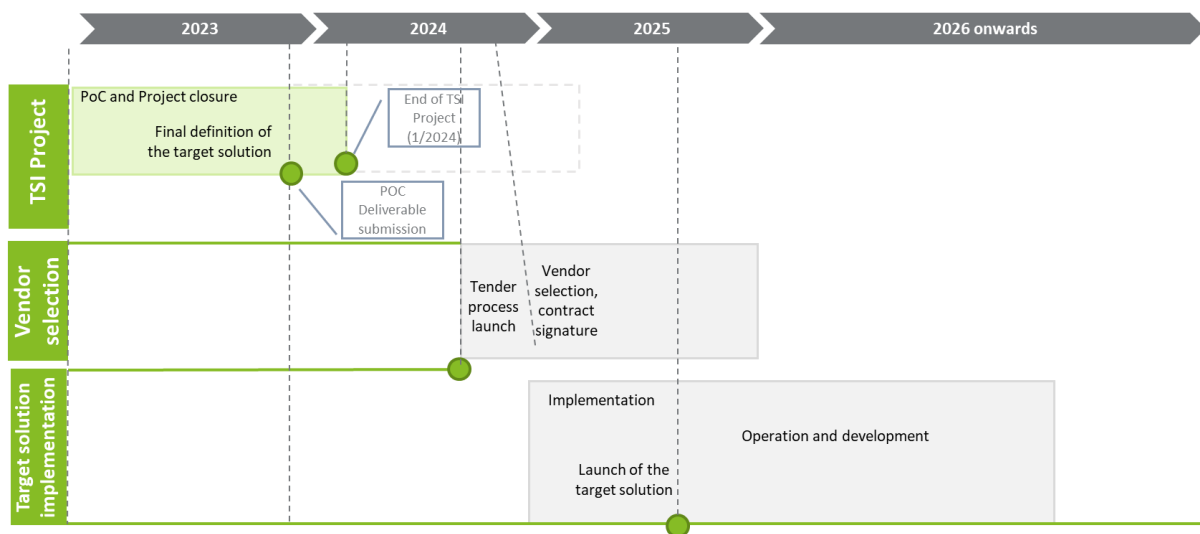 2023
2024
2025
2026 onwards
TSI Project
PoC and Project closure
Final definition of
the target solution
End of TSI
Project
(1/2024)
POC
Deliverable
submission
Vendor
selection
Tender
process
launch
Vendor
selection,
contract
signature
Target solution
implementation
Implementation
Operation and development
Launch of the
target solution